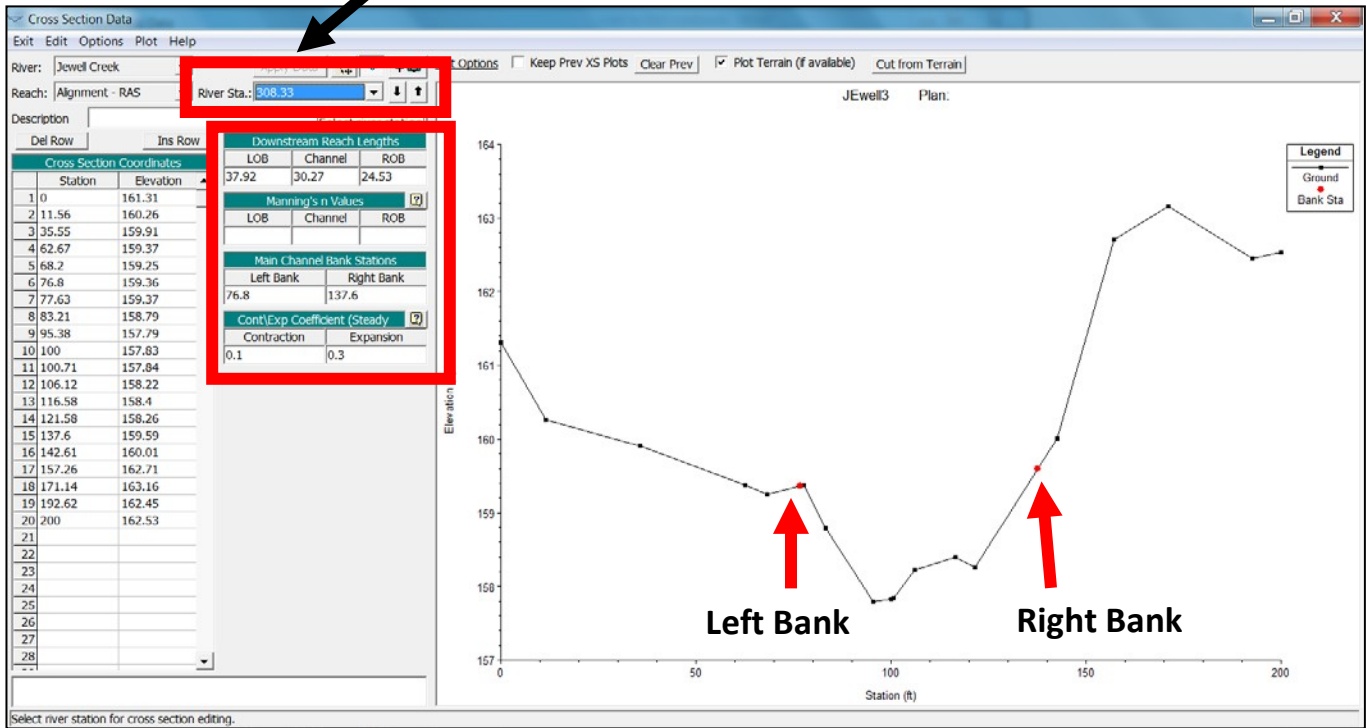 Cross Section Data
Exit Edit Options Plot Help
River: Jewell Creek
Options Keep Prev XS Plots Clear Prev Plot Terrain (if available) Cut from Terrain
Reach: Alignment - RAS River Sta.: 308.33
Description
Del Row Ins Row
Cross Section Coordinates
Station Elevation
1 0 161.31
2 11.56 160.26
3 35.55 159.91
4 62.67 159.37
5 68.2 159.25
6 76.8 159.36
7 77.63 159.37
8 83.21 158.79
9 95.38 157.79
10 100 157.83
11 100.71 157.84
12 106.12 158.22
13 116.58 158.4
14 121.58 158.26
15 137.6 159.59
16 142.61 160.01
17 157.26 162.71
18 171.14 163.16
19 192.62 162.45
20 200 162.53
21
22
23
24
25
26
27
28
Downstream Reach Lengths
LOB Channel ROB
37.92 30.27 24.53
Manning's n Values
LOB Channel ROB
Main Channel Bank Stations
Left Bank Right Bank
76.8 137.6
Cont\Exp Coefficient (Steady
Contraction Expansion
0.1 0.3
JEwell3 Plan:
164
163
162
161
160
159
158
157
Elevation
0 50 100 150 200
Station (ft)
Legend
Ground
Bank Sta
Left Bank
Right Bank
Select river station for cross section editing.